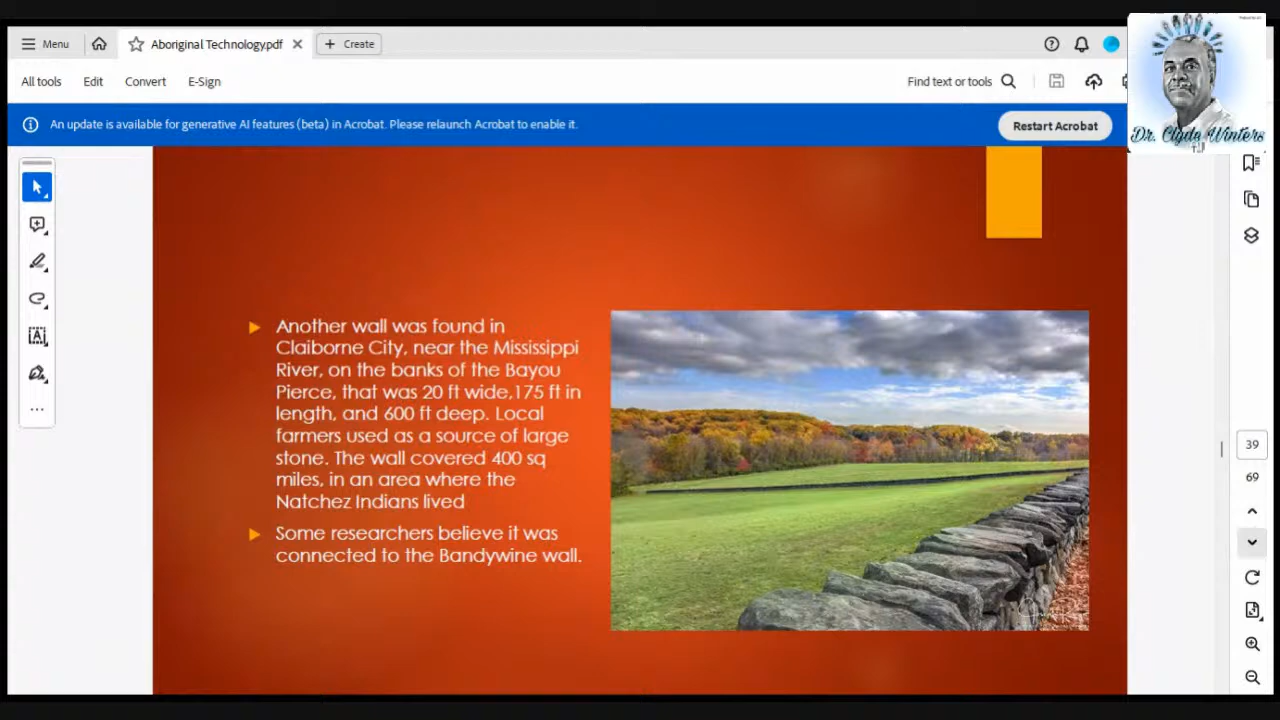 Menu
Aboriginal Technology.pdf
Create
All tools
Edit
Convert
E-Sign
Find text or tools
An update is available for generative AI features (beta) in Acrobat. Please relaunch Acrobat to enable it.
Restart Acrobat
Dr. Clyde Winters
Another wall was found in
Claiborne City, near the Mississippi
River, on the banks of the Bayou
Pierce, that was 20 ft wide,175 ft in
length, and 600 ft deep. Local
farmers used as a source of large
stone. The wall covered 400 sq
miles, in an area where the
Natchez Indians lived
Some researchers believe it was
connected to the Bandywine wall.
39
69